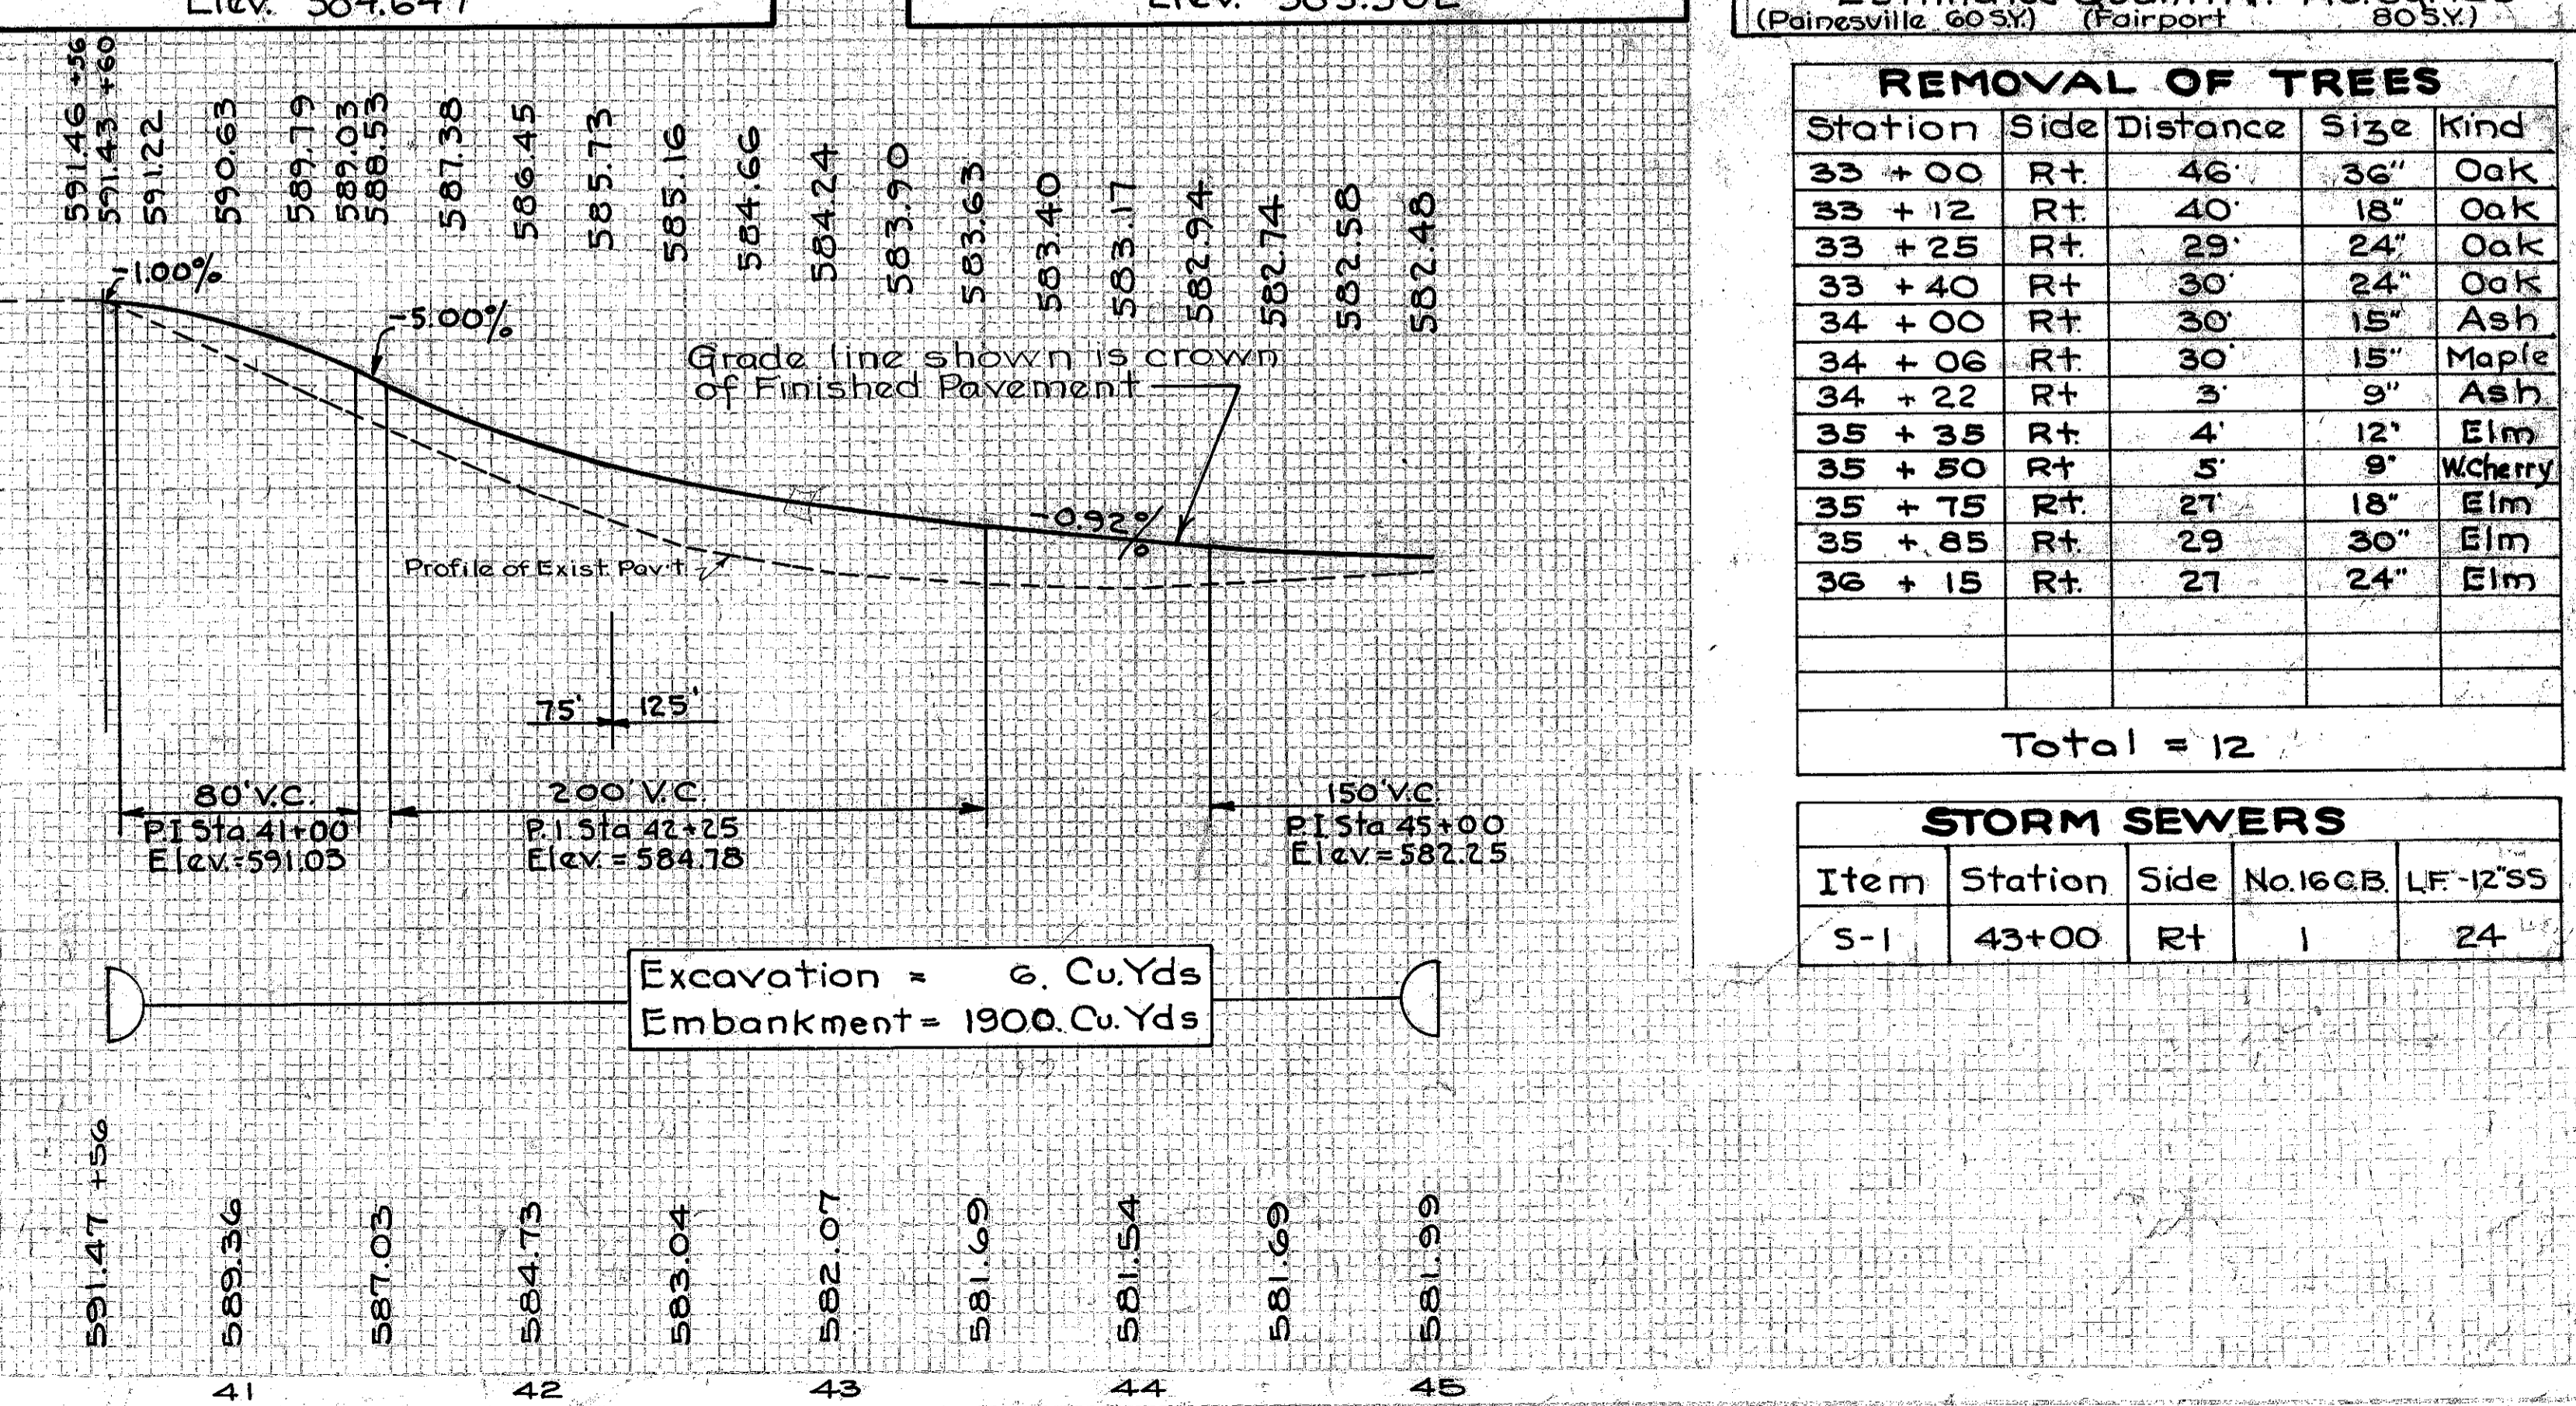 Elev. 584.647
(Painesville 60 S.Y.) (Fairport 80 S.Y.)
591.46 +56
591.43 +60
591.22
590.63
589.79
589.03
588.53
587.38
586.45
585.73
585.16
584.66
584.24
583.90
583.63
583.40
583.17
582.94
582.74
582.58
582.48
-1.00%
-5.00%
Grade line shown is crown
of Finished Pavement
-0.92%
Profile of Exist. Pav't
75' 125'
80' V.C.
P.I Sta 41+00
Elev.=591.03
200' V.C.
P.I. Sta 42+25
Elev. = 584.78
150' V.C.
P.I. Sta 45+00
Elev=582.25
Excavation = 6. Cu.Yds
Embankment = 1900. Cu. Yds
591.47 +56
589.36
587.03
584.73
583.04
582.07
581.69
581.54
581.69
581.99
41 42 43 44 45
REMOVAL OF TREES
Station Side Distance Size Kind
33 + 00 Rt. 46' 36" Oak
33 + 12 Rt. 40' 18" Oak
33 + 25 Rt. 29' 24" Oak
33 + 40 Rt 30' 24" Oak
34 + 00 Rt. 30' 15" Ash
34 + 06 Rt. 30' 15" Maple
34 + 22 Rt 3' 9" Ash
35 + 35 Rt. 4' 12" Elm
35 + 50 Rt 5' 9" W.Cherry
35 + 75 Rt. 27' 18" Elm
35 + 85 Rt. 29 30" Elm
36 + 15 Rt. 27 24" Elm
Total = 12
STORM SEWERS
Item Station Side No.16 C.B. L.F.-12"SS
S-1 43+00 Rt 1 24